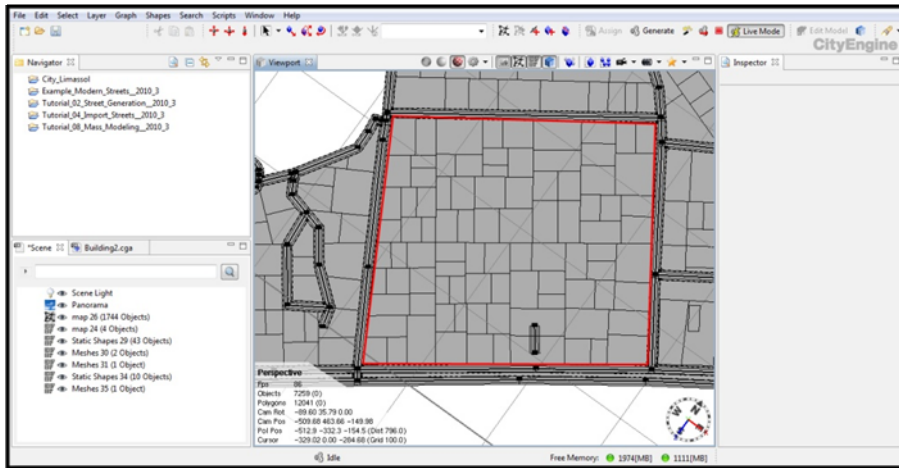 File Edit Select Layer Graph Shapes Search Scripts Window Help
Assign Generate Live Mode Edit Model
CityEngine
Navigator
City_Limassol
Example_Modern_Streets__2010_3
Tutorial_02_Street_Generation__2010_3
Tutorial_04_Import_Streets__2010_3
Tutorial_08_Mass_Modeling__2010_3
*Scene Building2.cga
Scene Light
Panorama
map 26 (1744 Objects)
map 24 (4 Objects)
Static Shapes 29 (43 Objects)
Meshes 30 (2 Objects)
Meshes 31 (1 Object)
Static Shapes 34 (10 Objects)
Meshes 35 (1 Object)
Viewport
Perspective
Fps 86
Objects 7259 (0)
Polygons 12041 (0)
Cam Rot -89.60 35.79 0.00
Cam Pos -509.68 463.66 -149.98
PoI Pos -512.9 -332.3 -154.5 (Dist 796.0)
Cursor -329.02 0.00 -284.68 (Grid 100.0)
W N S
Inspector
Idle
Free Memory: 1974[MB] 1111[MB]